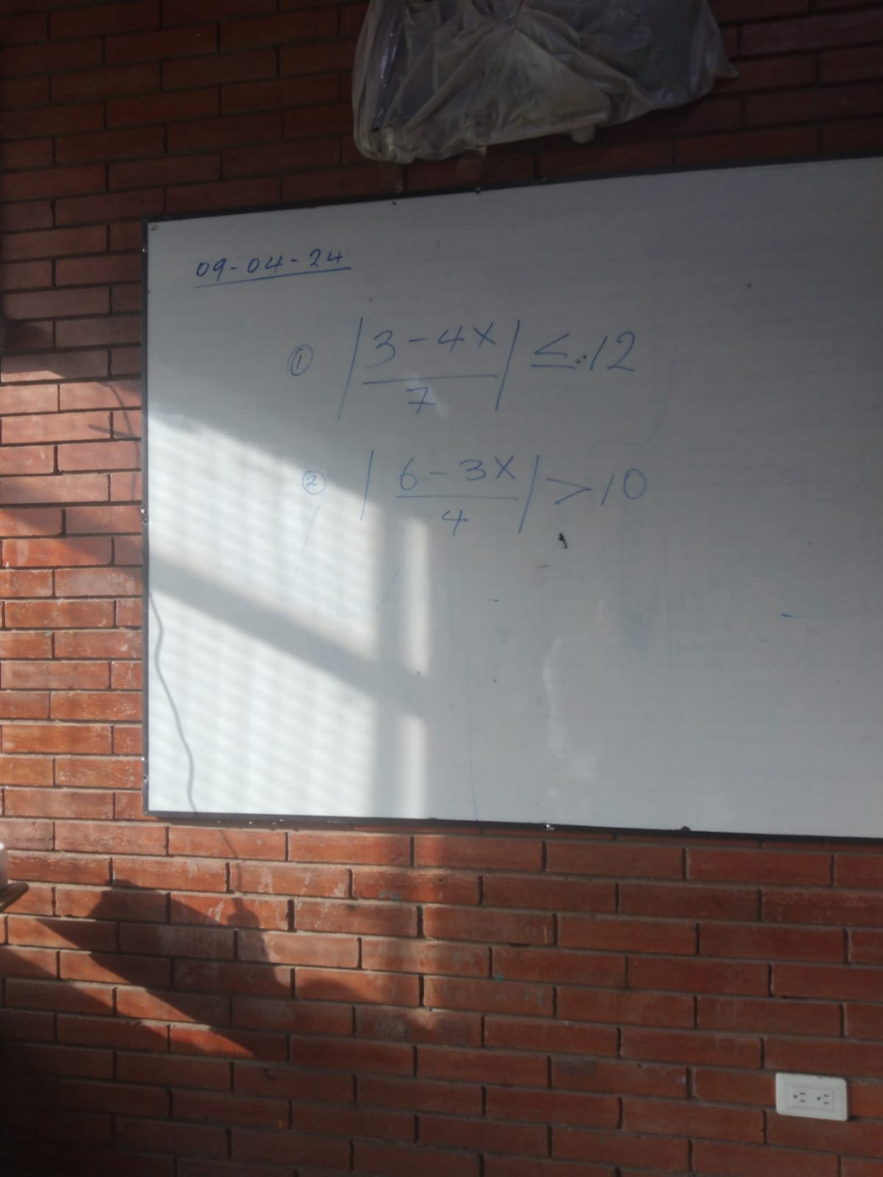 09-04-24
① |3-4x/7| ≤ 12
② |6-3x/4| > 10